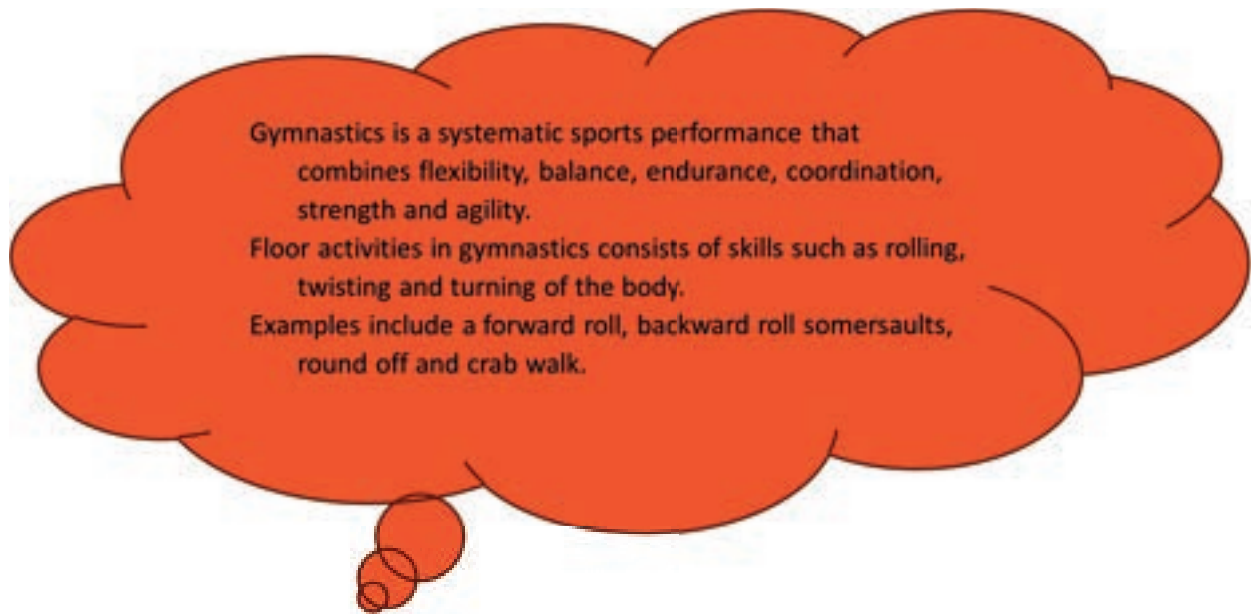 Gymnastics is a systematic sports performance that
combines flexibility, balance, endurance, coordination,
strength and agility.
Floor activities in gymnastics consists of skills such as rolling,
twisting and turning of the body.
Examples include a forward roll, backward roll somersaults,
round off and crab walk.